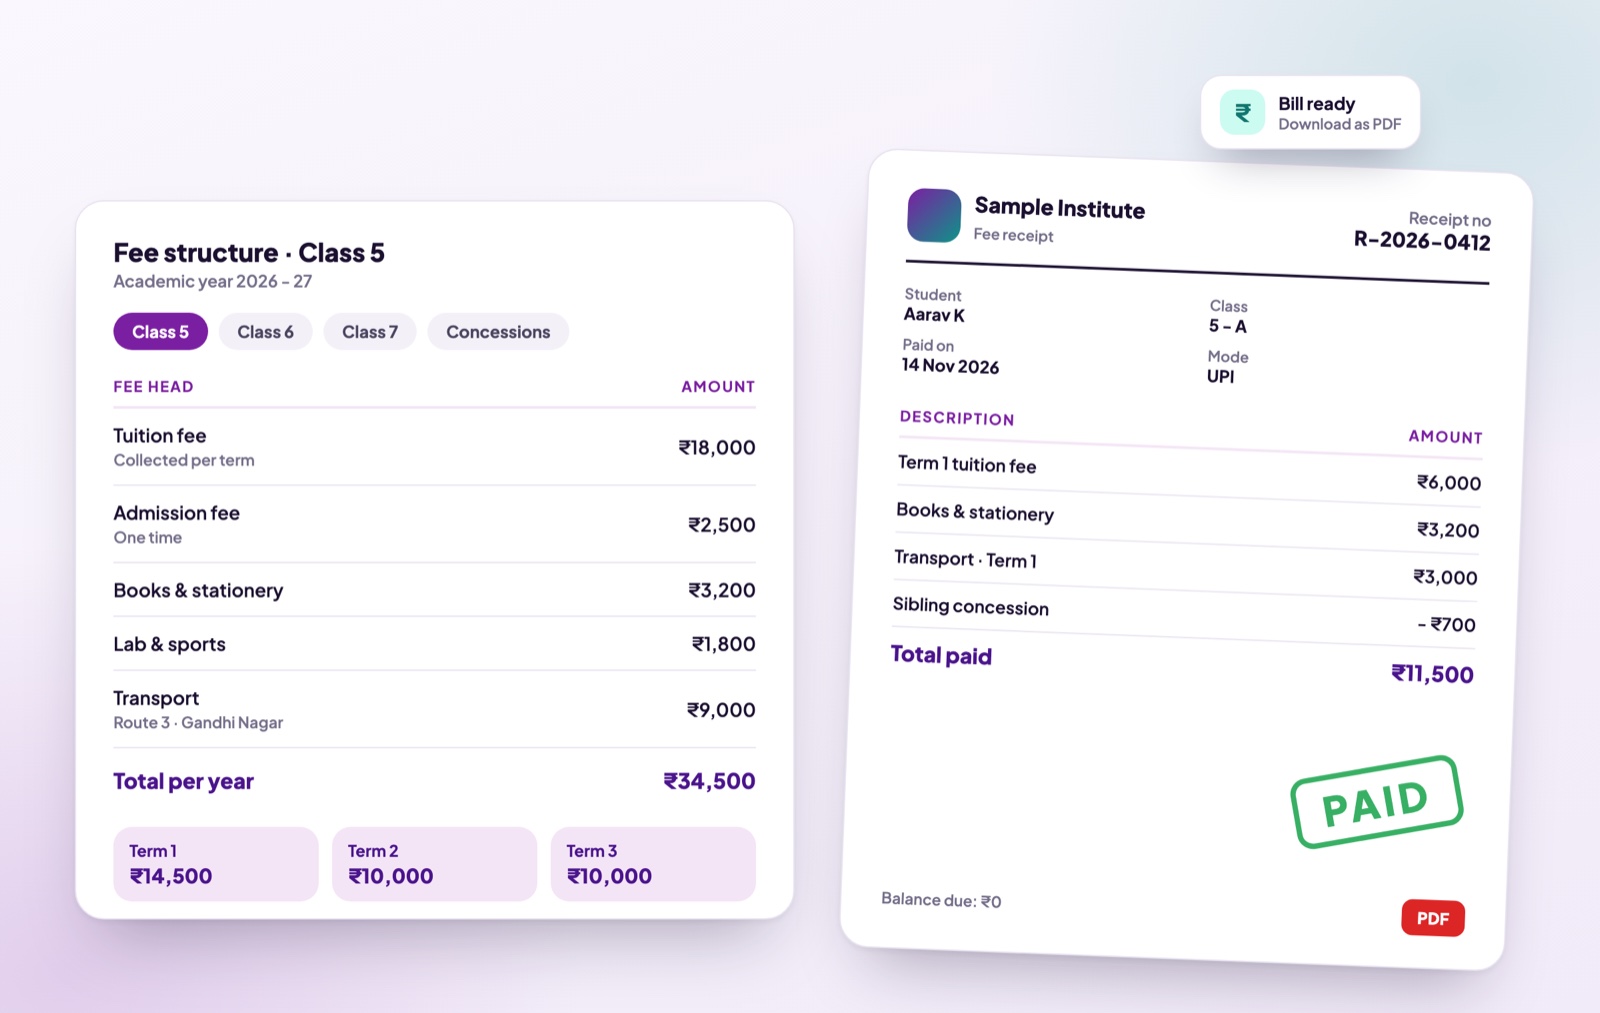 Fee structure · Class 5
Academic year 2026 - 27
Class 5 Class 6 Class 7 Concessions
FEE HEAD AMOUNT
Tuition fee
Collected per term
₹18,000
Admission fee
One time
₹2,500
Books & stationery ₹3,200
Lab & sports ₹1,800
Transport
Route 3 · Gandhi Nagar
₹9,000
Total per year ₹34,500
Term 1
₹14,500
Term 2
₹10,000
Term 3
₹10,000
₹
Bill ready
Download as PDF
Sample Institute
Fee receipt
Receipt no
R-2026-0412
Student
Aarav K
Class
5 - A
Paid on
14 Nov 2026
Mode
UPI
DESCRIPTION AMOUNT
Term 1 tuition fee ₹6,000
Books & stationery ₹3,200
Transport · Term 1 ₹3,000
Sibling concession - ₹700
Total paid ₹11,500
PAID
Balance due: ₹0
PDF